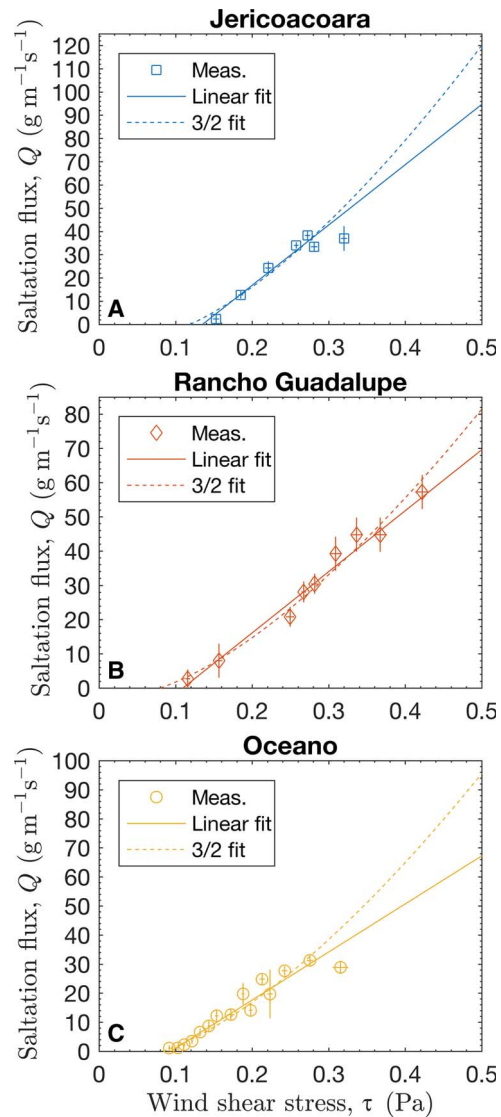 Jericoacoara
Saltation flux, Q (g m−1s−1)
120
110
100
90
80
70
60
50
40
30
20
10
0
Meas.
Linear fit
3/2 fit
A
0 0.1 0.2 0.3 0.4 0.5
Rancho Guadalupe
Saltation flux, Q (g m−1s−1)
80
70
60
50
40
30
20
10
0
Meas.
Linear fit
3/2 fit
B
0 0.1 0.2 0.3 0.4 0.5
Oceano
Saltation flux, Q (g m−1s−1)
100
90
80
70
60
50
40
30
20
10
0
Meas.
Linear fit
3/2 fit
C
0 0.1 0.2 0.3 0.4 0.5
Wind shear stress, τ (Pa)